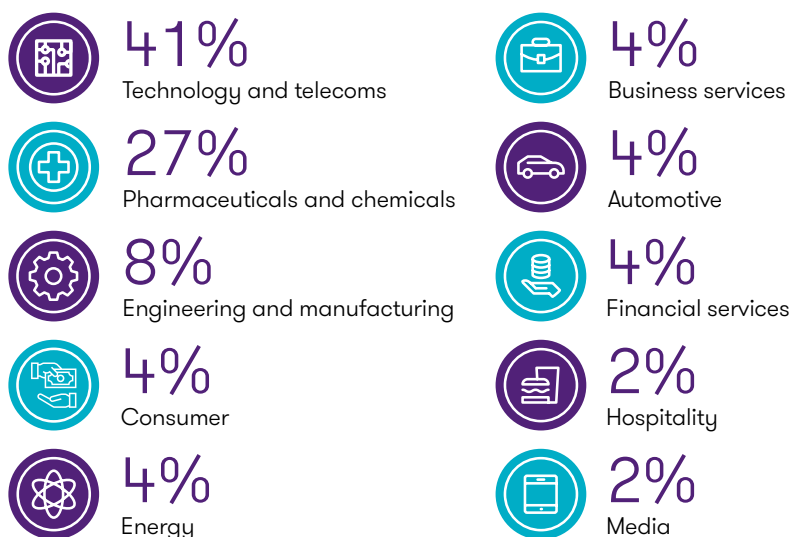 41%
Technology and telecoms
27%
Pharmaceuticals and chemicals
8%
Engineering and manufacturing
4%
Consumer
4%
Energy
4%
Business services
4%
Automotive
4%
Financial services
2%
Hospitality
2%
Media